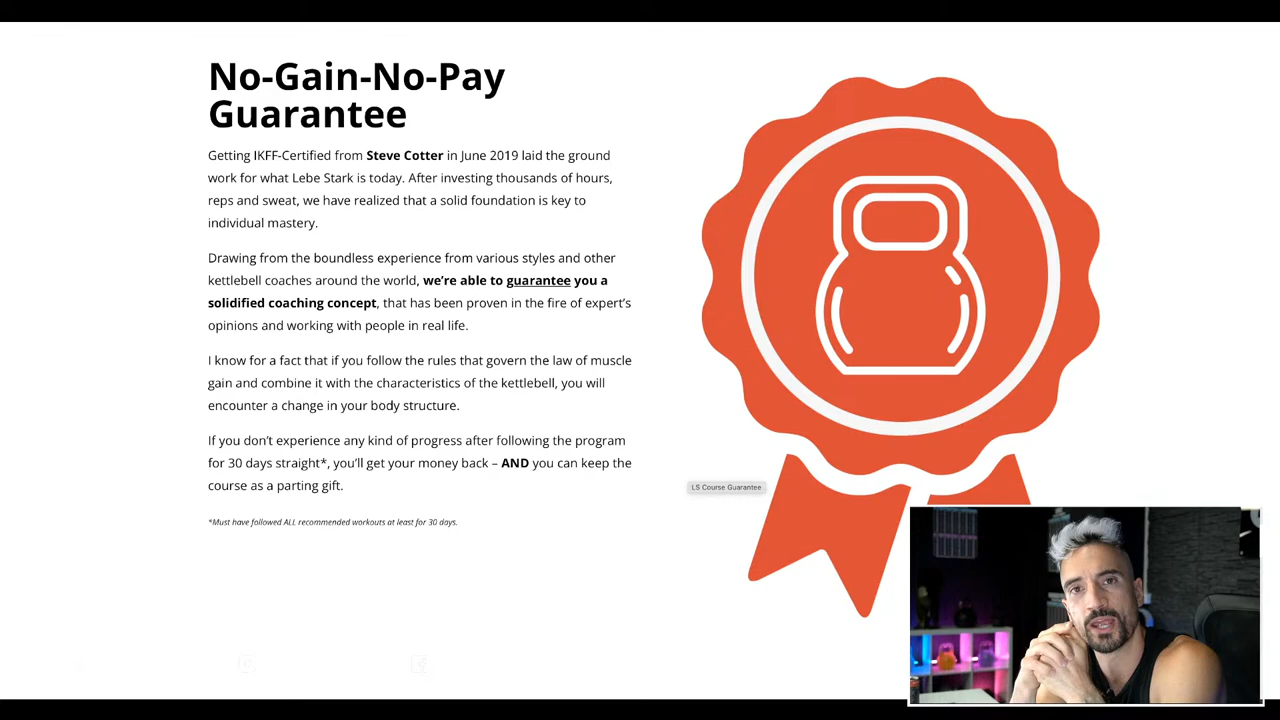 No-Gain-No-Pay
Guarantee
Getting IKFF-Certified from Steve Cotter in June 2019 laid the ground
work for what Lebe Stark is today. After investing thousands of hours,
reps and sweat, we have realized that a solid foundation is key to
individual mastery.
Drawing from the boundless experience from various styles and other
kettlebell coaches around the world, we’re able to guarantee you a
solidified coaching concept, that has been proven in the fire of expert’s
opinions and working with people in real life.
I know for a fact that if you follow the rules that govern the law of muscle
gain and combine it with the characteristics of the kettlebell, you will
encounter a change in your body structure.
If you don’t experience any kind of progress after following the program
for 30 days straight*, you’ll get your money back – AND you can keep the
course as a parting gift.
LS Course Guarantee
*Must have followed ALL recommended workouts at least for 30 days.